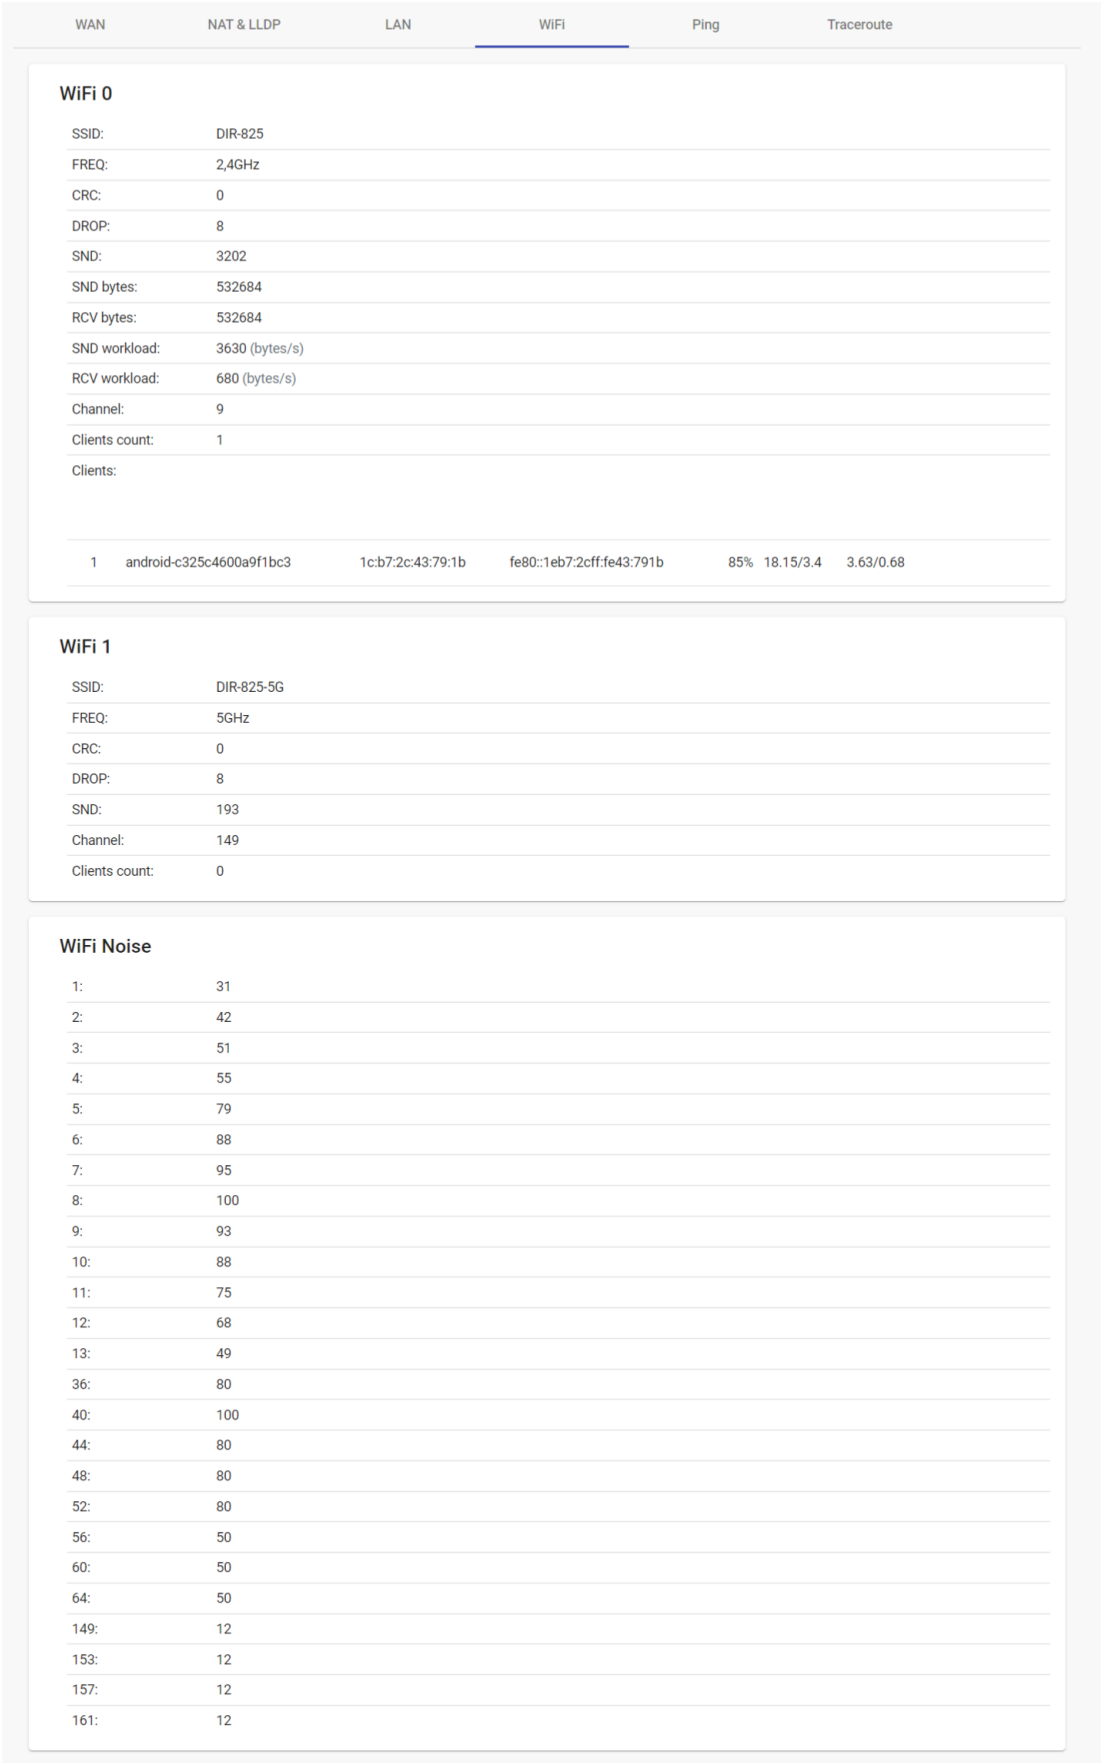 WAN NAT & LLDP LAN WiFi Ping Traceroute
WiFi 0
SSID: DIR-825
FREQ: 2,4GHz
CRC: 0
DROP: 8
SND: 3202
SND bytes: 532684
RCV bytes: 532684
SND workload: 3630 (bytes/s)
RCV workload: 680 (bytes/s)
Channel: 9
Clients count: 1
Clients:
1 android-c325c4600a9f1bc3 1c:b7:2c:43:79:1b fe80::1eb7:2cff:fe43:791b 85% 18.15/3.4 3.63/0.68
WiFi 1
SSID: DIR-825-5G
FREQ: 5GHz
CRC: 0
DROP: 8
SND: 193
Channel: 149
Clients count: 0
WiFi Noise
1: 31
2: 42
3: 51
4: 55
5: 79
6: 88
7: 95
8: 100
9: 93
10: 88
11: 75
12: 68
13: 49
36: 80
40: 100
44: 80
48: 80
52: 80
56: 50
60: 50
64: 50
149: 12
153: 12
157: 12
161: 12